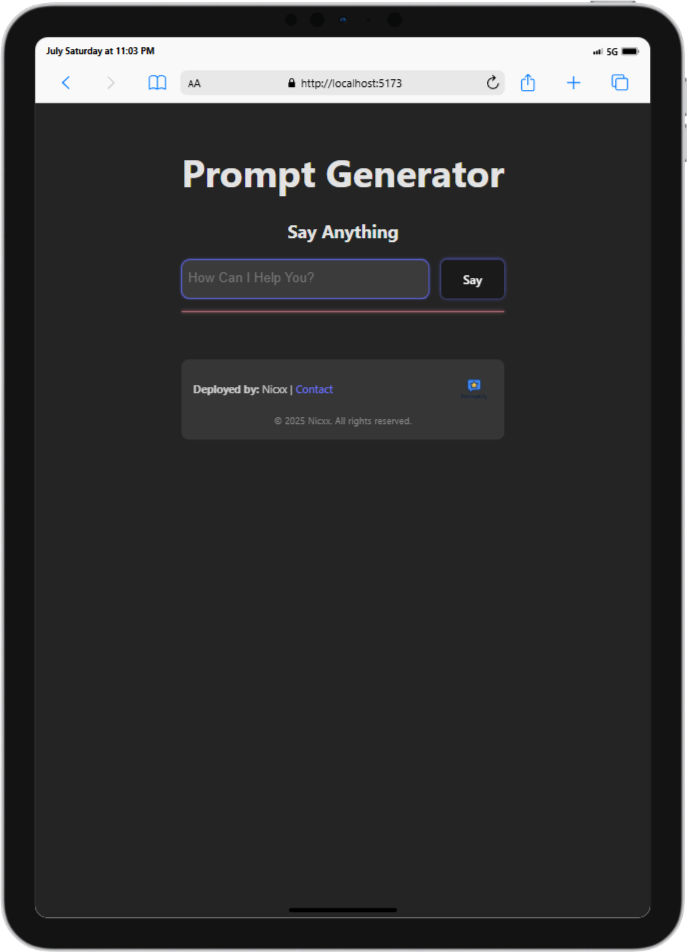 July Saturday at 11:03 PM
5G
AA
http://localhost:5173
Prompt Generator
Say Anything
How Can I Help You?
Say
Deployed by: Nicxx | Contact
© 2025 Nicxx. All rights reserved.